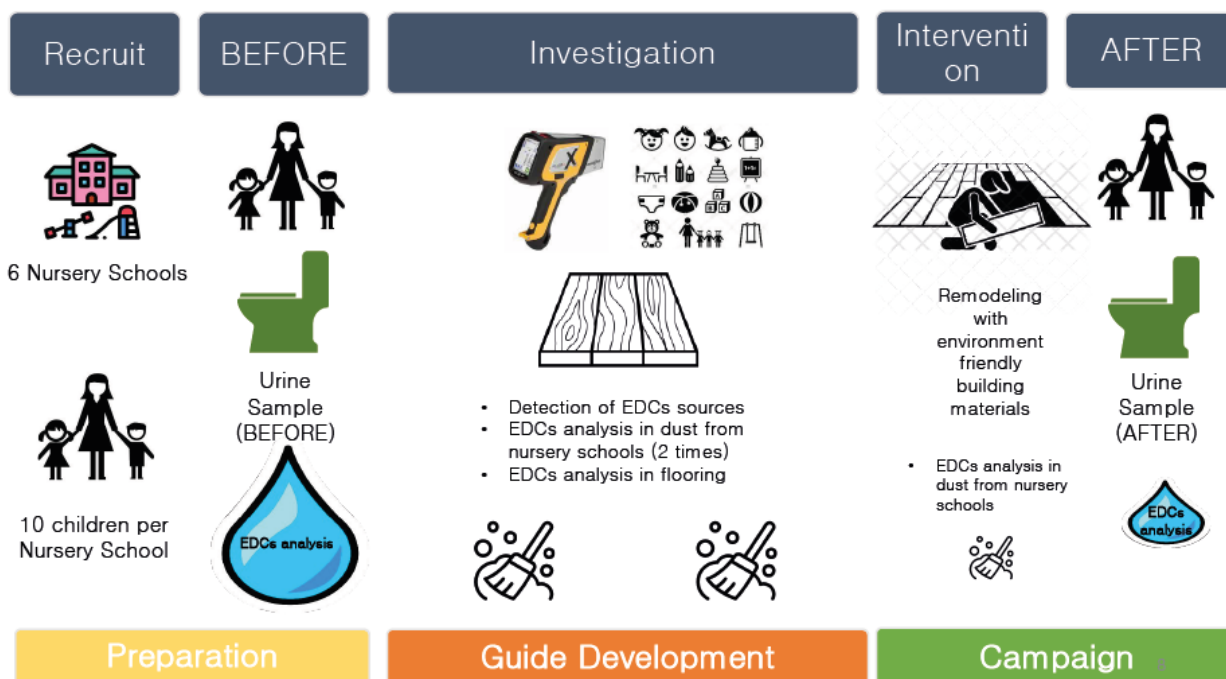 Recruit
BEFORE
Investigation
Interventi
on
AFTER
6 Nursery Schools
10 children per
Nursery School
Urine
Sample
(BEFORE)
EDCs analysis
X
• Detection of EDCs sources
• EDCs analysis in dust from
nursery schools (2 times)
• EDCs analysis in flooring
Remodeling
with
environment
friendly
building
materials
• EDCs analysis in
dust from nursery
schools
Urine
Sample
(AFTER)
EDCs
analysis
Preparation
Guide Development
Campaign